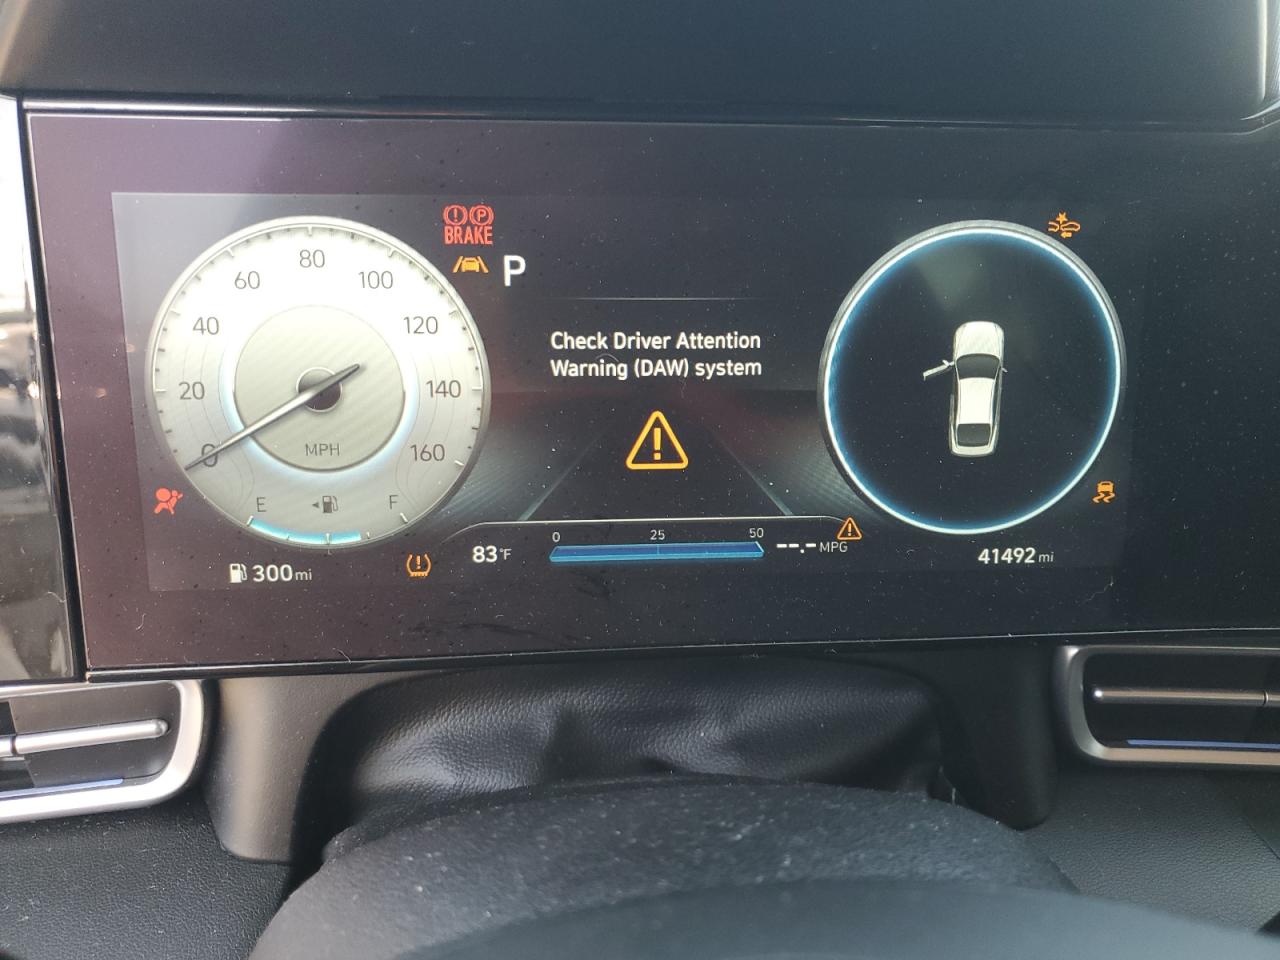 80
60
100
40
120
20
140
0
160
MPH
E
F
300mi
! P
BRAKE
P
Check Driver Attention
Warning (DAW) system
!
0 25 50
83°F
--.-MPG
!
!
41492 mi